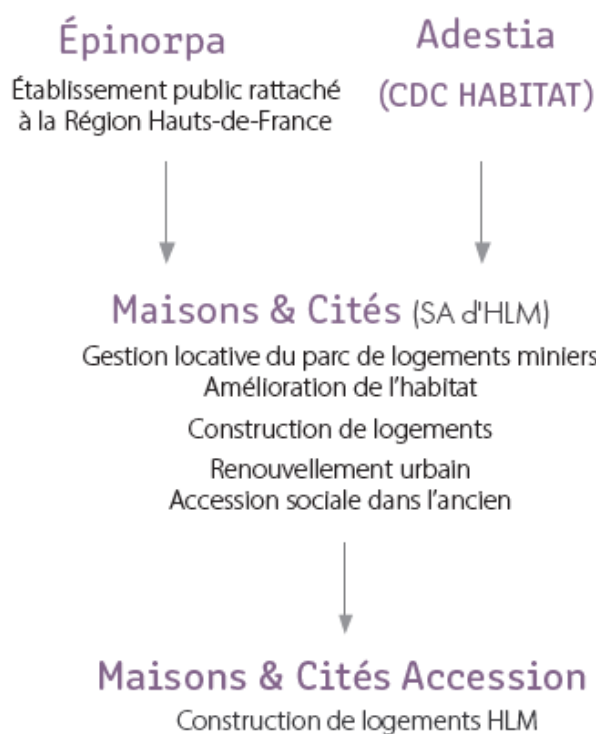 Épinorpa
Établissement public rattaché
à la Région Hauts-de-France
Adestia
(CDC HABITAT)
Maisons & Cités (SA d'HLM)
Gestion locative du parc de logements miniers
Amélioration de l'habitat
Construction de logements
Renouvellement urbain
Accession sociale dans l'ancien
Maisons & Cités Accession
Construction de logements HLM